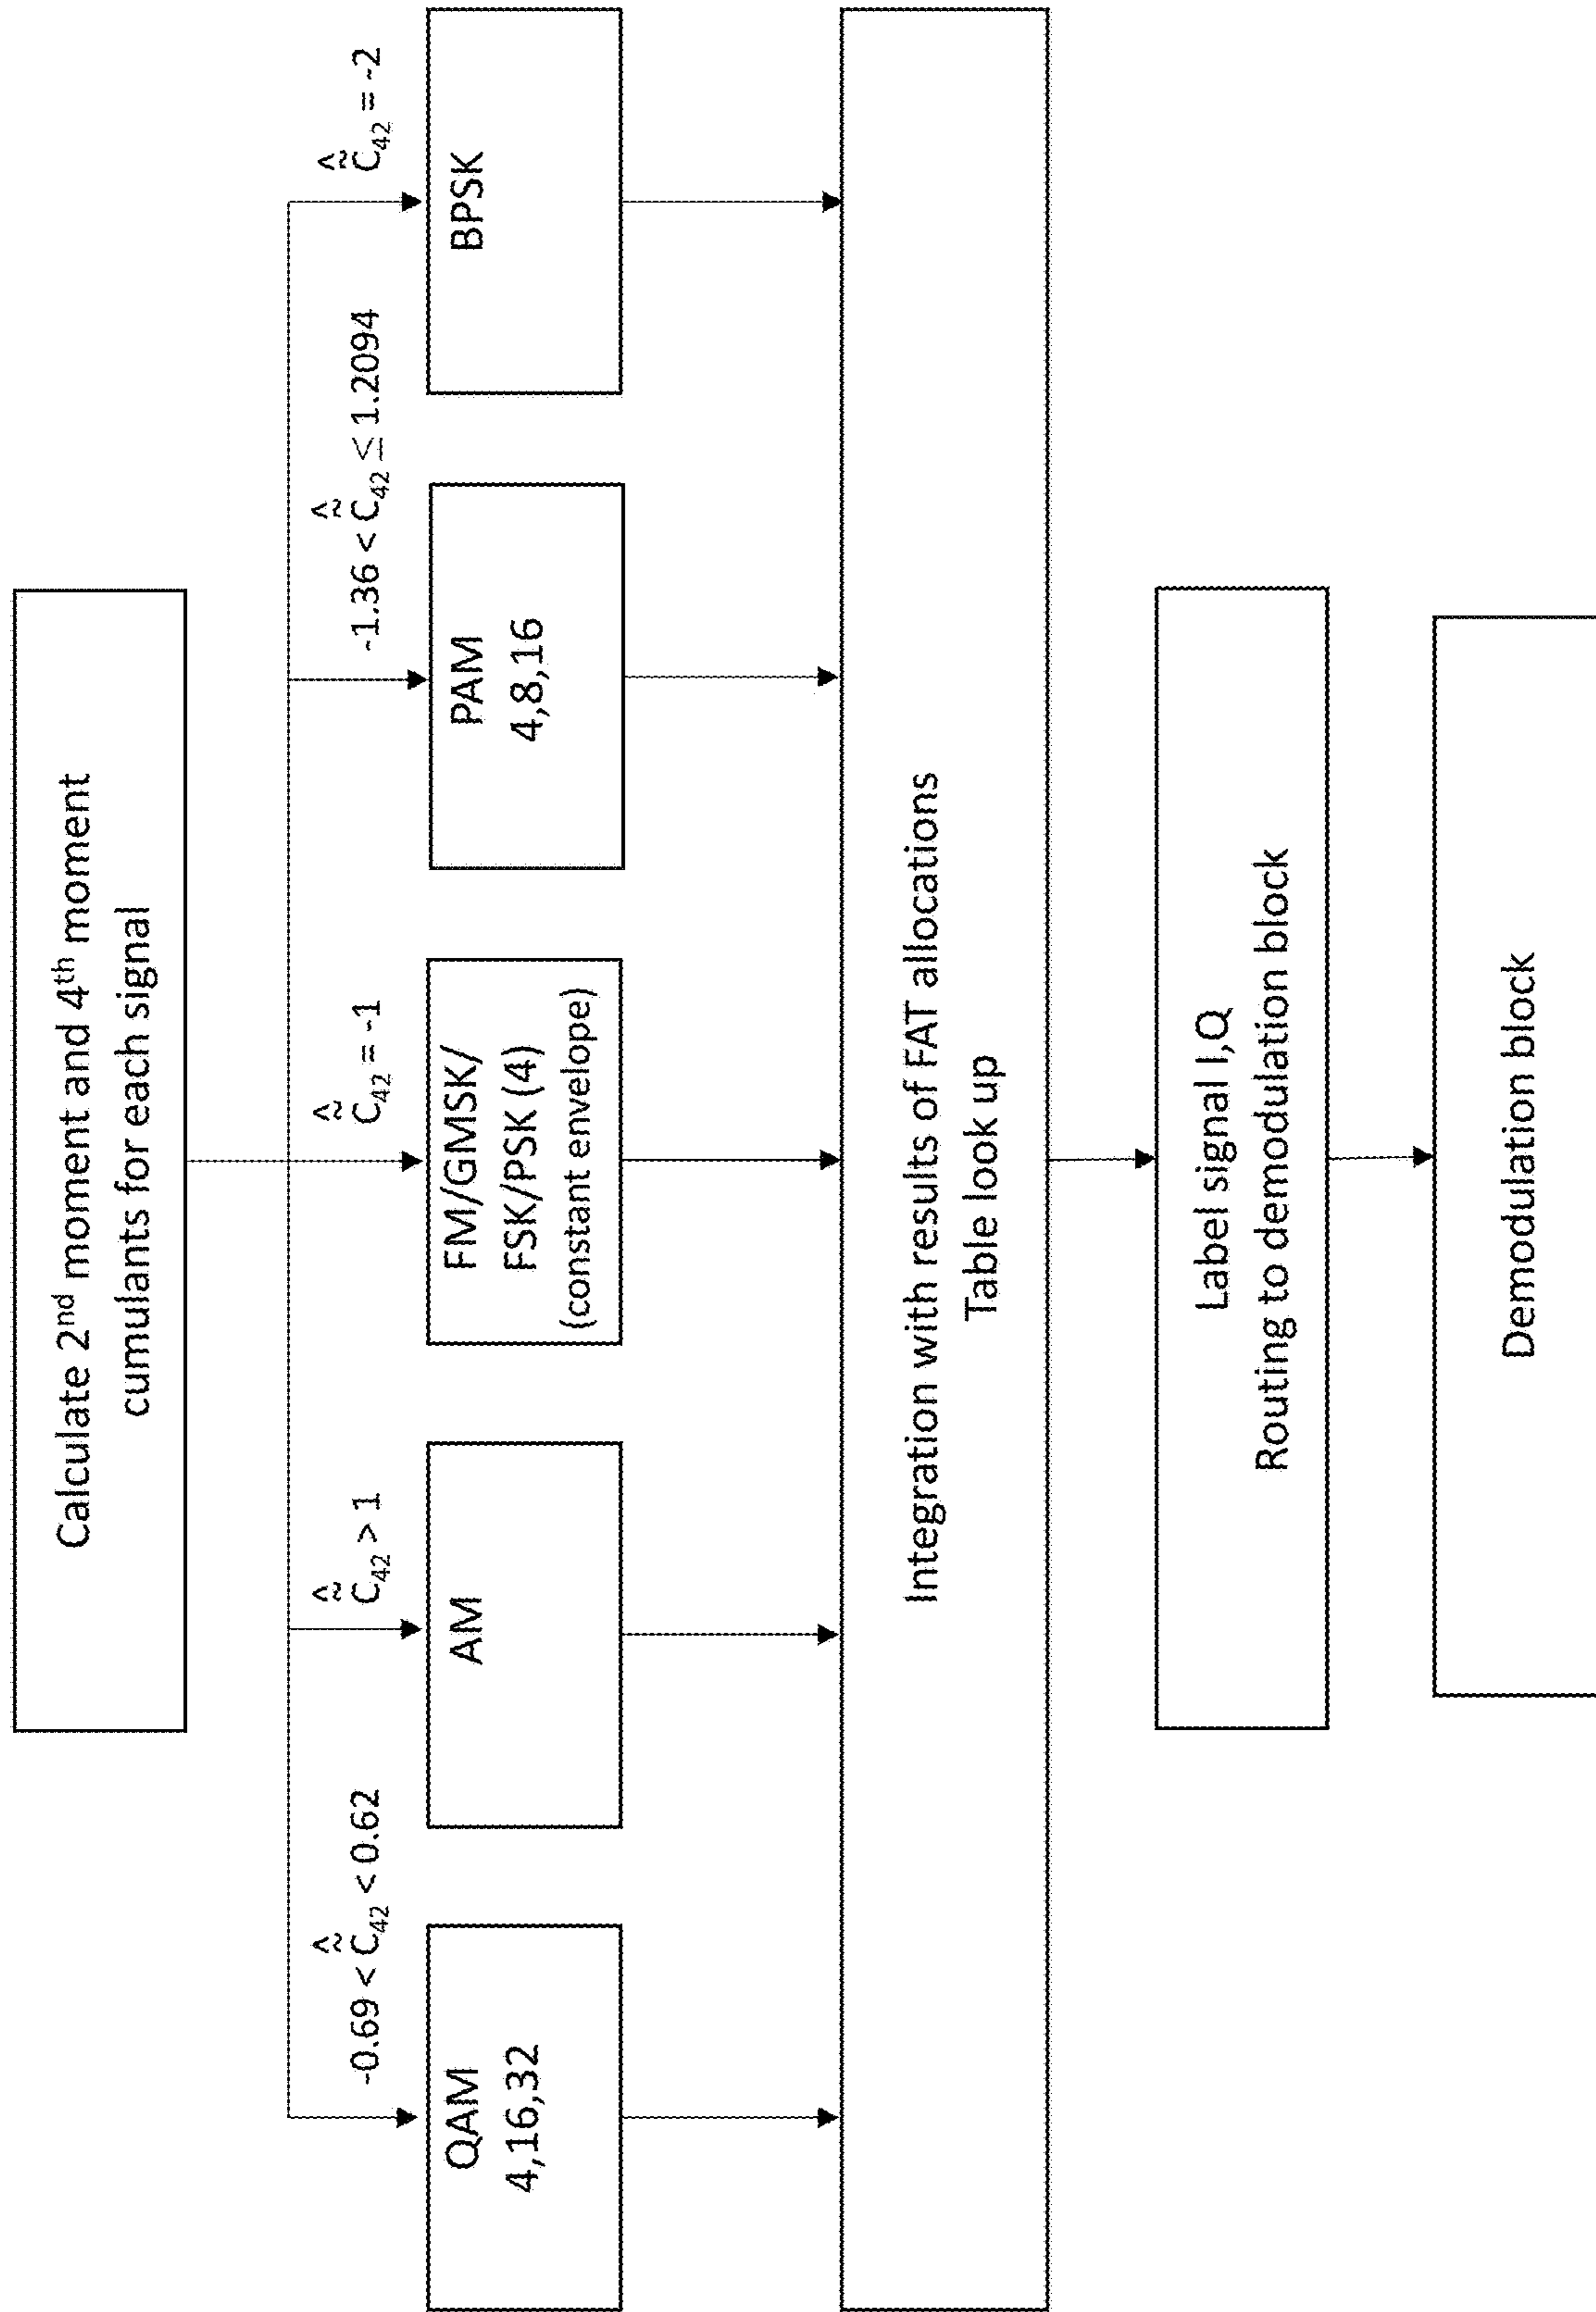 Calculate 2nd moment and 4th moment
cumulants for each signal
-0.69 < C̃̂42 < 0.62
C̃̂42 > 1
C̃̂42 = -1
-1.36 < C̃̂42 ≤ 1.2094
C̃̂42 = -2
QAM
4,16,32
AM
FM/GMSK/
FSK/PSK (4)
(constant envelope)
PAM
4,8,16
BPSK
Integration with results of FAT allocations
Table look up
Label signal I,Q
Routing to demodulation block
Demodulation block